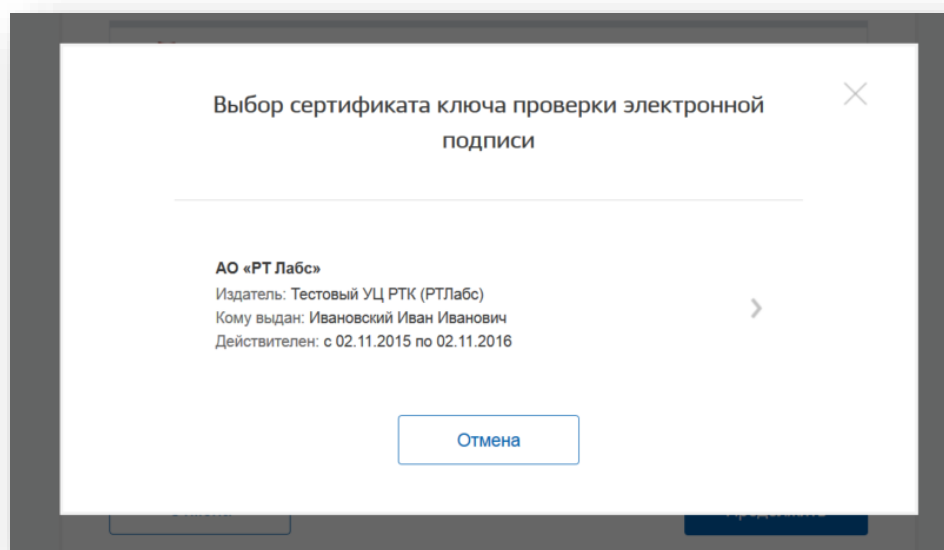 Выбор сертификата ключа проверки электронной
подписи
АО «РТ Лабс»
Издатель: Тестовый УЦ РТК (РТЛабс)
Кому выдан: Ивановский Иван Иванович
Действителен: с 02.11.2015 по 02.11.2016
Отмена